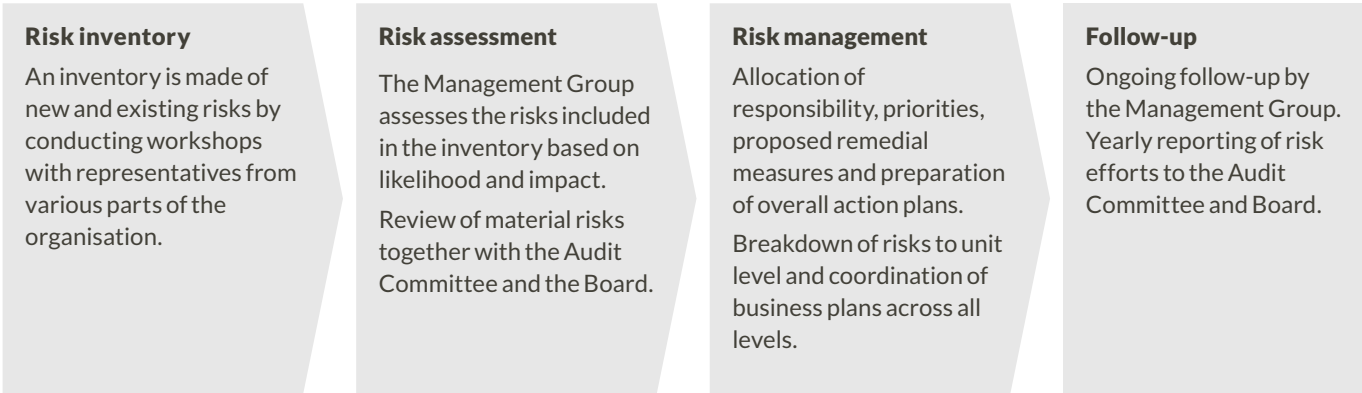 Risk inventory
An inventory is made of
new and existing risks by
conducting workshops
with representatives from
various parts of the
organisation.
Risk assessment
The Management Group
assesses the risks included
in the inventory based on
likelihood and impact.
Review of material risks
together with the Audit
Committee and the Board.
Risk management
Allocation of
responsibility, priorities,
proposed remedial
measures and preparation
of overall action plans.
Breakdown of risks to unit
level and coordination of
business plans across all
levels.
Follow-up
Ongoing follow-up by
the Management Group.
Yearly reporting of risk
efforts to the Audit
Committee and Board.